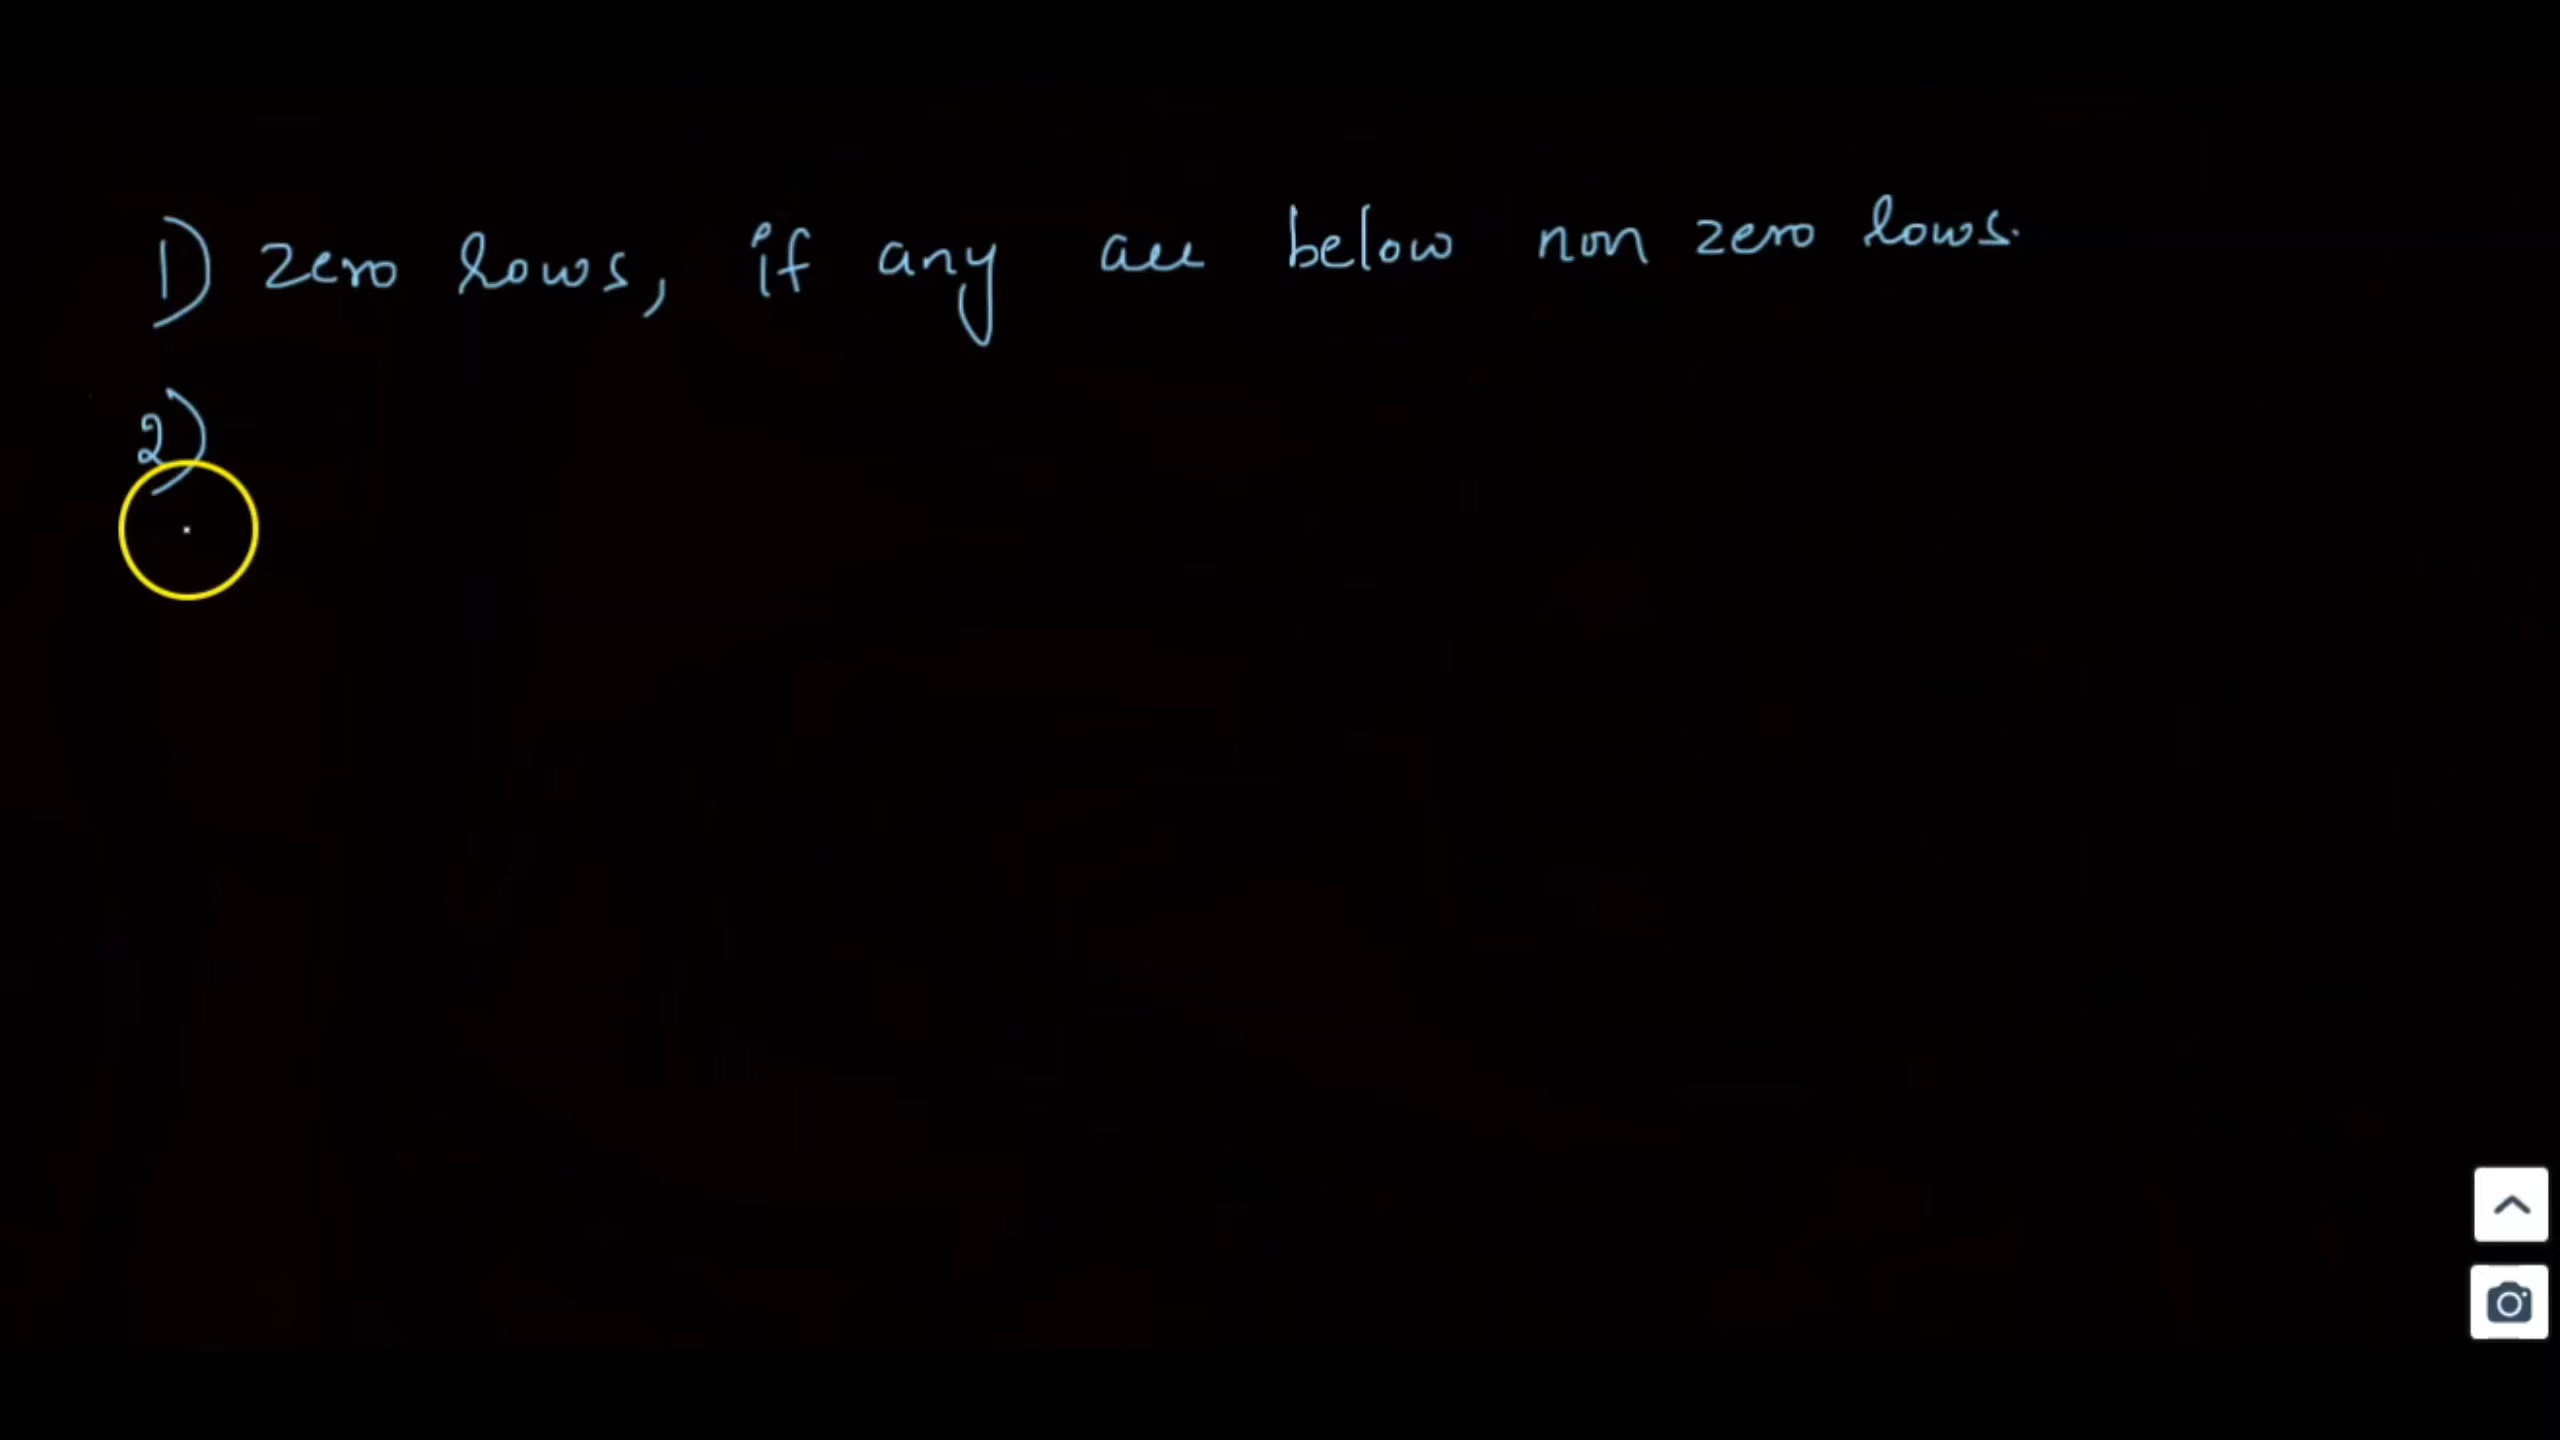 1) zero rows, if any are below non zero rows.
2)